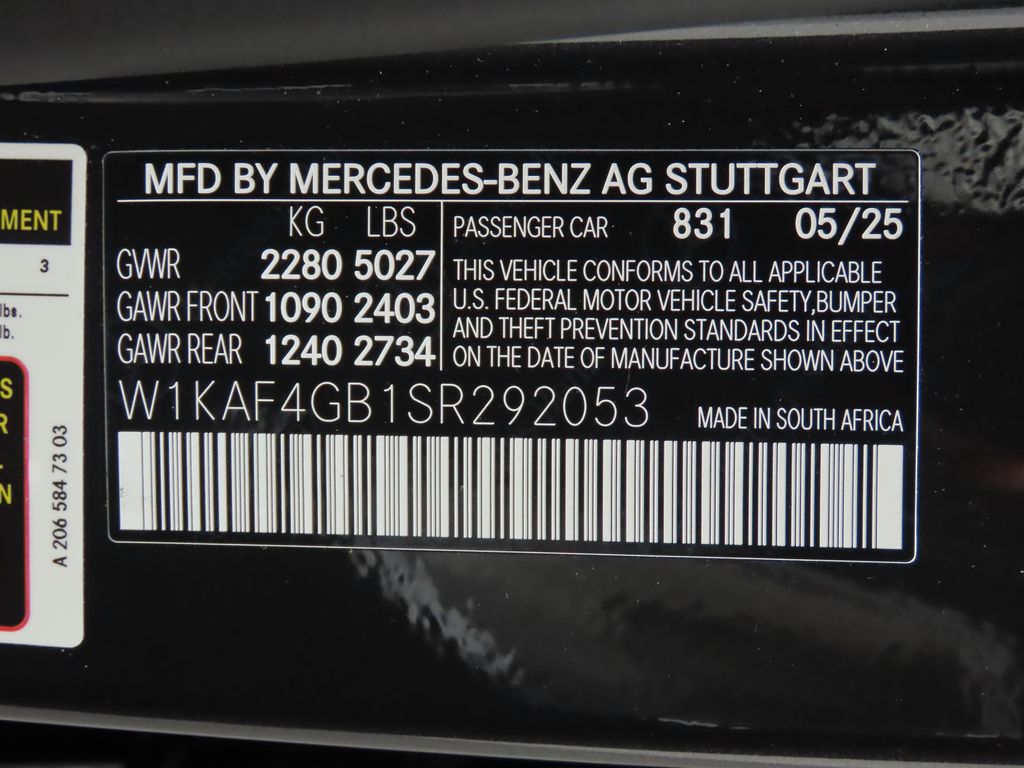 MFD BY MERCEDES-BENZ AG STUTTGART
KG LBS
GVWR 2280 5027
GAWR FRONT 1090 2403
GAWR REAR 1240 2734
PASSENGER CAR 831 05/25
THIS VEHICLE CONFORMS TO ALL APPLICABLE
U.S. FEDERAL MOTOR VEHICLE SAFETY,BUMPER
AND THEFT PREVENTION STANDARDS IN EFFECT
ON THE DATE OF MANUFACTURE SHOWN ABOVE
W1KAF4GB1SR292053
MADE IN SOUTH AFRICA
MENT
3
lbs.
lb.
S
R
N
A 206 584 73 03